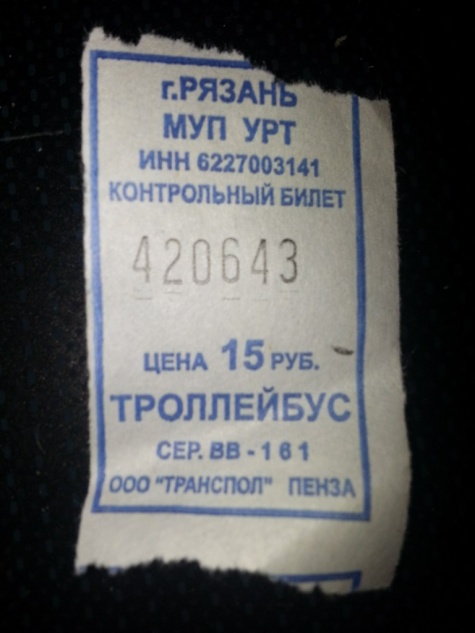 г.РЯЗАНЬ
МУП УРТ
ИНН 6227003141
КОНТРОЛЬНЫЙ БИЛЕТ
420643
ЦЕНА 15 РУБ.
ТРОЛЛЕЙБУС
СЕР. ВВ - 161
ООО "ТРАНСПОЛ" ПЕНЗА